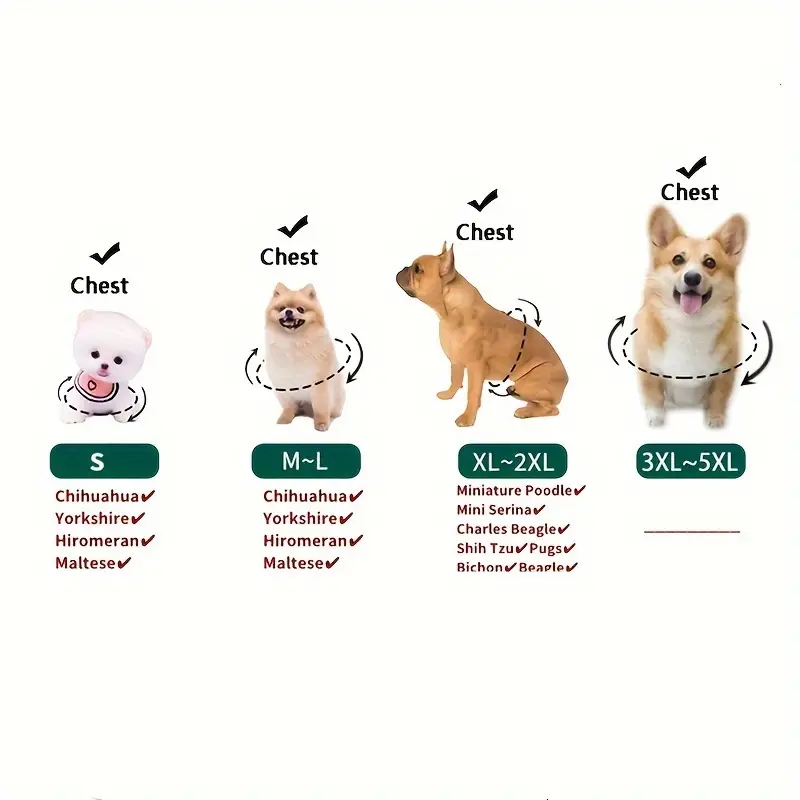 Chest
S
Chihuahua✔
Yorkshire✔
Hiromeran✔
Maltese✔
Chest
M~L
Chihuahua✔
Yorkshire✔
Hiromeran✔
Maltese✔
Chest
XL~2XL
Miniature Poodle✔
Mini Serina✔
Charles Beagle✔
Shih Tzu✔Pugs✔
Bichon✔Beagle✔
Chest
3XL~5XL